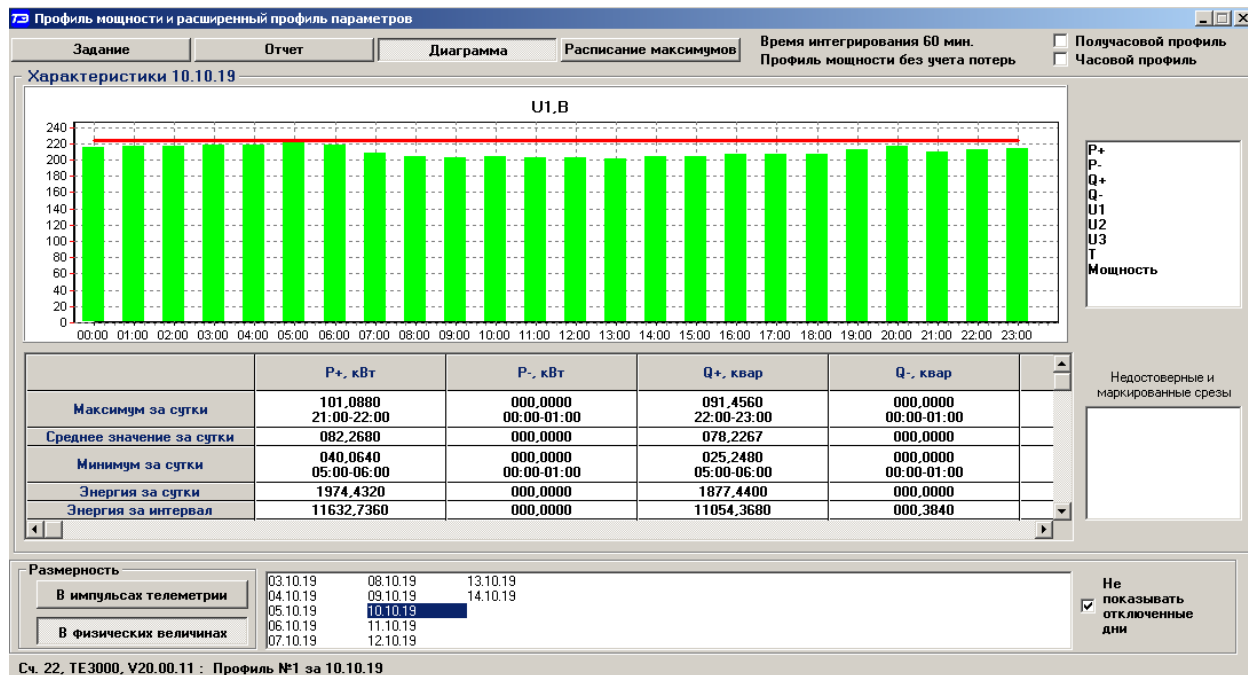 ТЭ Профиль мощности и расширенный профиль параметров
Задание Отчет Диаграмма Расписание максимумов
Время интегрирования 60 мин.
Профиль мощности без учета потерь
Получасовой профиль
Часовой профиль
Характеристики 10.10.19
U1,В
240
220
200
180
160
140
120
100
80
60
40
20
0
00:00 01:00 02:00 03:00 04:00 05:00 06:00 07:00 08:00 09:00 10:00 11:00 12:00 13:00 14:00 15:00 16:00 17:00 18:00 19:00 20:00 21:00 22:00 23:00
P+
P-
Q+
Q-
U1
U2
U3
T
Мощность
P+, кВт P-, кВт Q+, квар Q-, квар
Максимум за сутки 101,0880 000,0000 091,4560 000,0000
21:00-22:00 00:00-01:00 22:00-23:00 00:00-01:00
Среднее значение за сутки 082,2680 000,0000 078,2267 000,0000
Минимум за сутки 040,0640 000,0000 025,2480 000,0000
05:00-06:00 00:00-01:00 05:00-06:00 00:00-01:00
Энергия за сутки 1974,4320 000,0000 1877,4400 000,0000
Энергия за интервал 11632,7360 000,0000 11054,3680 000,3840
Недостоверные и
маркированные срезы
Размерность
В импульсах телеметрии
В физических величинах
03.10.19 08.10.19 13.10.19
04.10.19 09.10.19 14.10.19
05.10.19 10.10.19
06.10.19 11.10.19
07.10.19 12.10.19
Не
показывать
отключенные
дни
Сч. 22, TE3000, V20.00.11 : Профиль №1 за 10.10.19